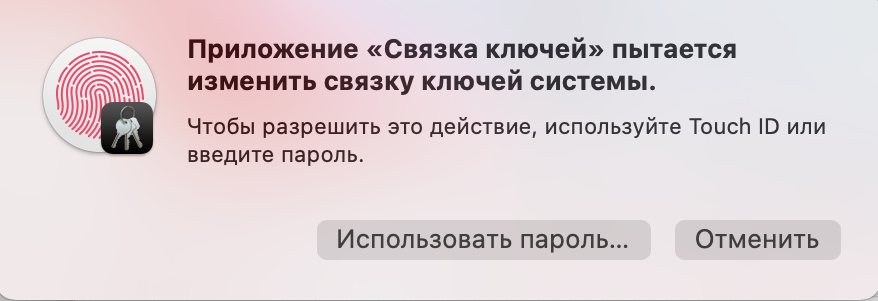 Приложение «Связка ключей» пытается
изменить связку ключей системы.
Чтобы разрешить это действие, используйте Touch ID или
введите пароль.
Использовать пароль... Отменить